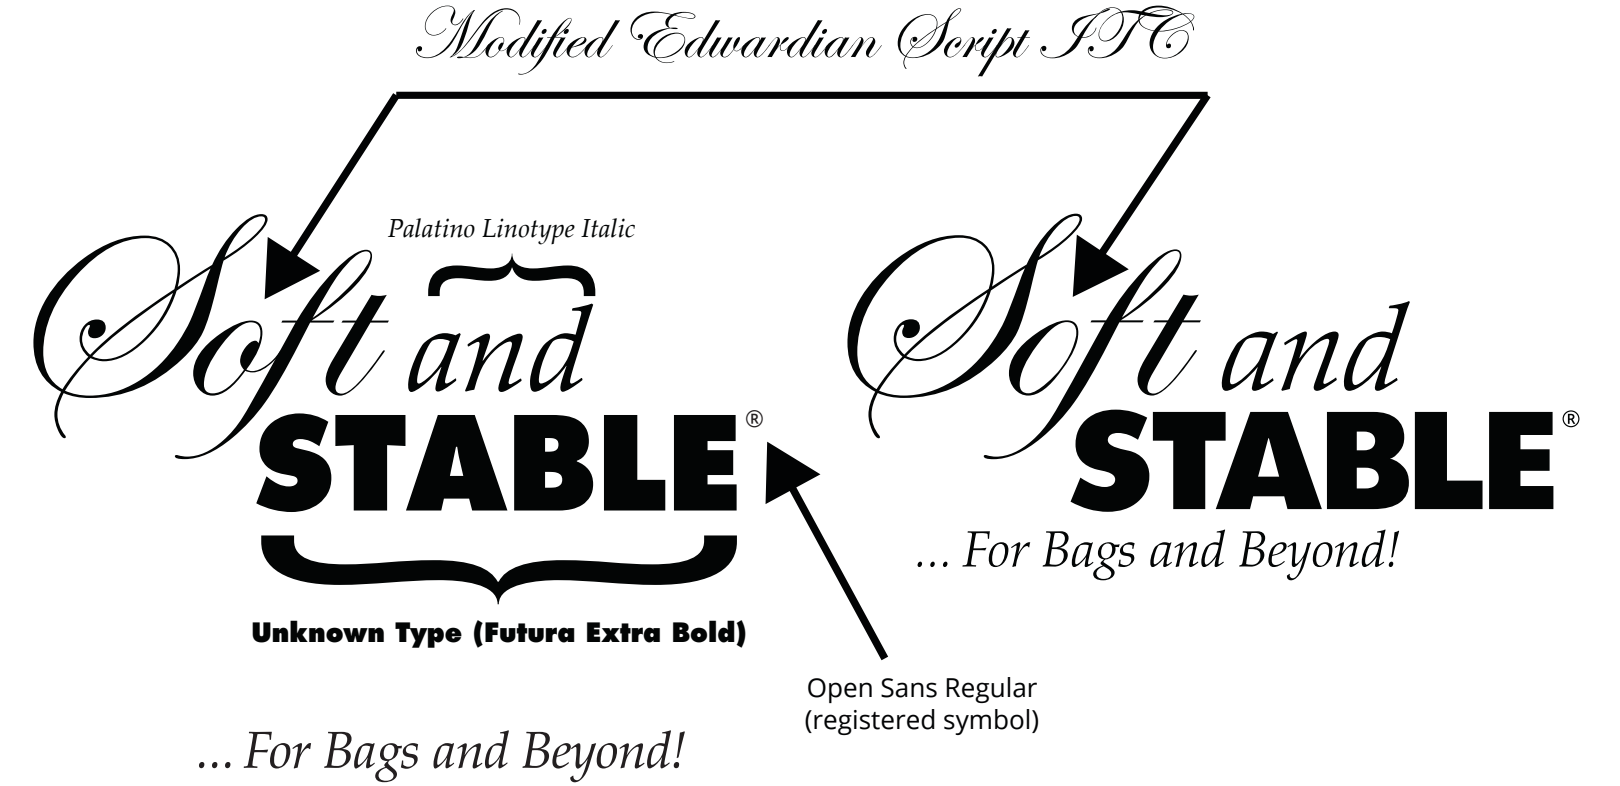 Modified Edwardian Script ITC
Palatino Linotype Italic
Soft and
STABLE®
Unknown Type (Futura Extra Bold)
Open Sans Regular
(registered symbol)
... For Bags and Beyond!
Soft and
STABLE®
... For Bags and Beyond!